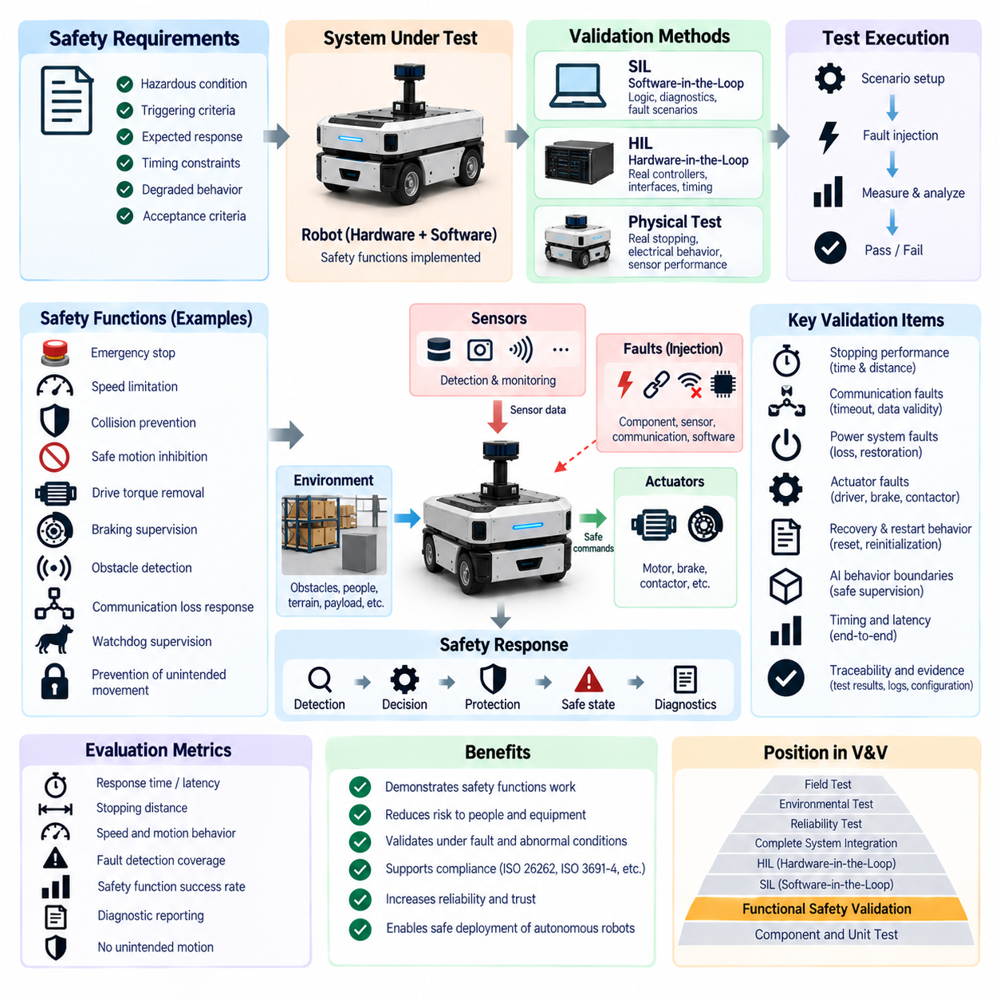 Safety Requirements
Hazardous condition
Triggering criteria
Expected response
Timing constraints
Degraded behavior
Acceptance criteria
System Under Test
Robot (Hardware + Software)
Safety functions implemented
Validation Methods
SIL
Software-in-the-Loop
Logic, diagnostics,
fault scenarios
HIL
Hardware-in-the-Loop
Real controllers,
interfaces, timing
Physical Test
Real stopping,
electrical behavior,
sensor performance
Test Execution
Scenario setup
Fault injection
Measure & analyze
Pass / Fail
Safety Functions (Examples)
Emergency stop
Speed limitation
Collision prevention
Safe motion inhibition
Drive torque removal
Braking supervision
Obstacle detection
Communication loss response
Watchdog supervision
Prevention of unintended
movement
Sensors
...
Detection & monitoring
Sensor data
Faults (Injection)
Component, sensor,
communication, software
Environment
Obstacles, people,
terrain, payload, etc.
Safe
commands
Actuators
Motor, brake,
contactor, etc.
Safety Response
Detection
Decision
Protection
Safe state
Diagnostics
Key Validation Items
Stopping performance
(time & distance)
Communication faults
(timeout, data validity)
Power system faults
(loss, restoration)
Actuator faults
(driver, brake, contactor)
Recovery & restart behavior
(reset, reinitialization)
AI behavior boundaries
(safe supervision)
Timing and latency
(end-to-end)
Traceability and evidence
(test results, logs, configuration)
Evaluation Metrics
Response time / latency
Stopping distance
Speed and motion behavior
Fault detection coverage
Safety function success rate
Diagnostic reporting
No unintended motion
Benefits
Demonstrates safety functions work
Reduces risk to people and equipment
Validates under fault and abnormal conditions
Supports compliance (ISO 26262, ISO 3691-4, etc.)
Increases reliability and trust
Enables safe deployment of autonomous robots
Position in V&V
Field Test
Environmental Test
Reliability Test
Complete System Integration
HIL (Hardware-in-the-Loop)
SIL (Software-in-the-Loop)
Functional Safety Validation
Component and Unit Test